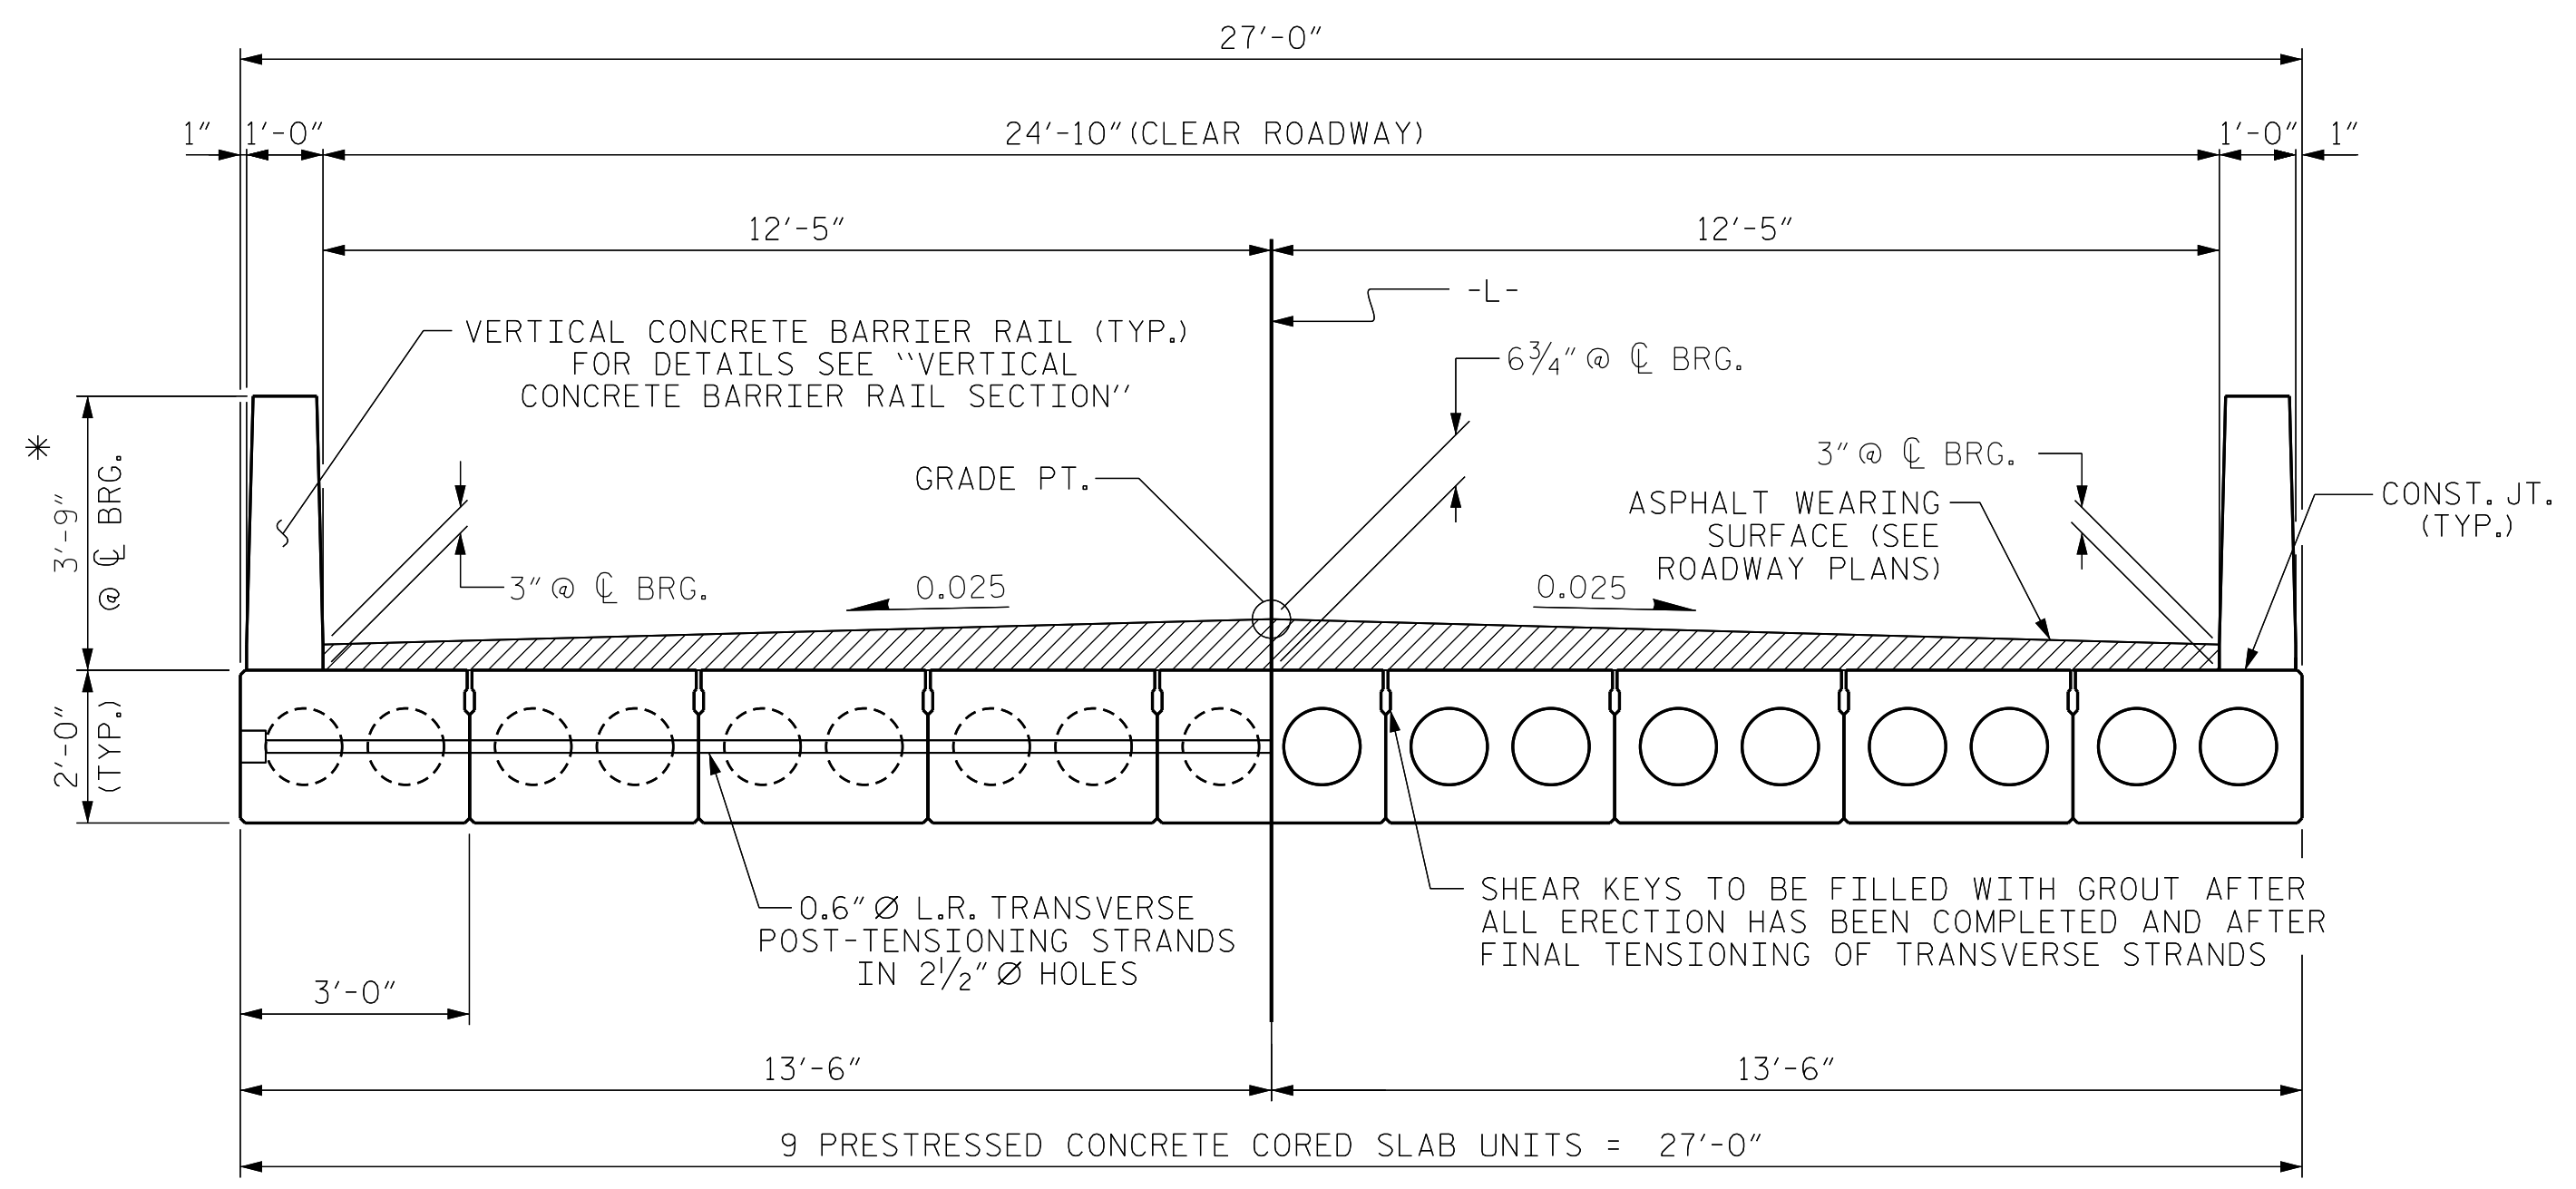 27'-0"
1" 1'-0" 24'-10"(CLEAR ROADWAY) 1'-0" 1"
12'-5" 12'-5"
-L-
VERTICAL CONCRETE BARRIER RAIL (TYP.)
FOR DETAILS SEE "VERTICAL
CONCRETE BARRIER RAIL SECTION"
6¾" @ ℄ BRG.
*
3'-9"
@ ℄ BRG.
GRADE PT.
3" @ ℄ BRG.
ASPHALT WEARING
SURFACE (SEE
ROADWAY PLANS)
CONST. JT.
(TYP.)
3" @ ℄ BRG.
0.025
0.025
2'-0"
(TYP.)
0.6" Ø L.R. TRANSVERSE
POST-TENSIONING STRANDS
IN 2½" Ø HOLES
SHEAR KEYS TO BE FILLED WITH GROUT AFTER
ALL ERECTION HAS BEEN COMPLETED AND AFTER
FINAL TENSIONING OF TRANSVERSE STRANDS
3'-0"
13'-6" 13'-6"
9 PRESTRESSED CONCRETE CORED SLAB UNITS = 27'-0"